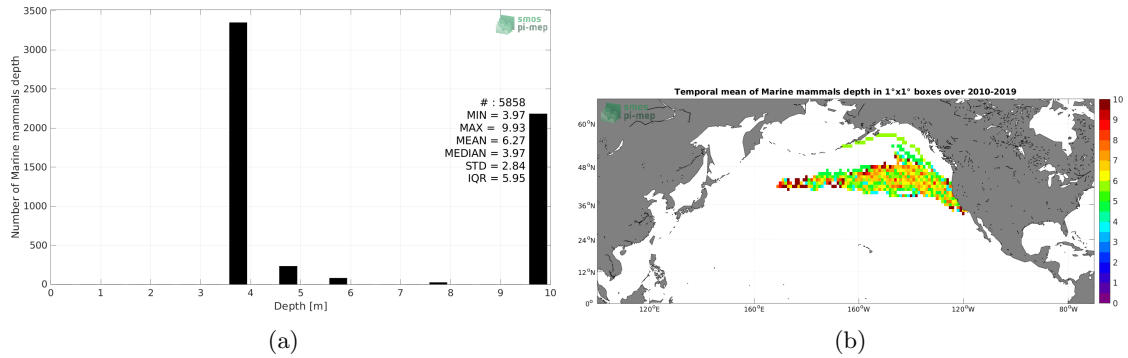 3500
3000
2500
2000
1500
1000
500
0
Number of Marine mammals depth
smos
pi-mep
# : 5858
MIN = 3.97
MAX = 9.93
MEAN = 6.27
MEDIAN = 3.97
STD = 2.84
IQR = 5.95
0 1 2 3 4 5 6 7 8 9 10
Depth [m]
(a)
Temporal mean of Marine mammals depth in 1°x1° boxes over 2010-2019
smos
pi-mep
60°N
48°N
36°N
24°N
12°N
0°N
120°W 160°E 160°W 120°W 80°W
10
9
8
7
6
5
4
3
2
1
0
(b)